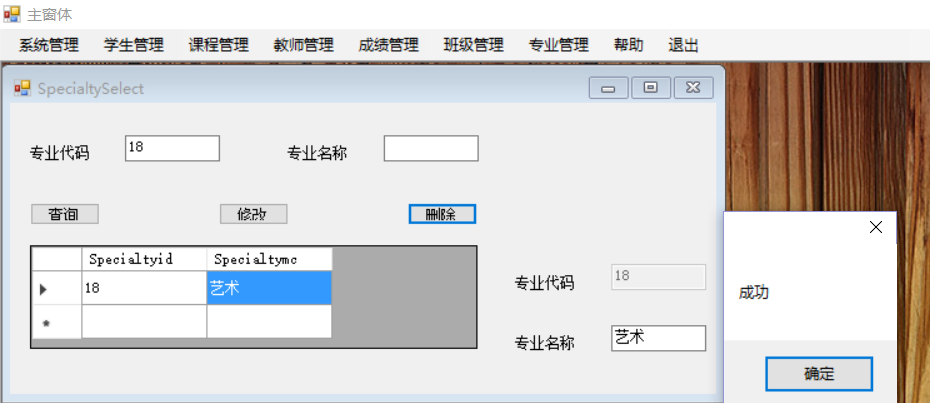 主窗体
系统管理 学生管理 课程管理 教师管理 成绩管理 班级管理 专业管理 帮助 退出
SpecialtySelect
专业代码 18 专业名称
查询 修改 删除
Specialtyid Specialtymc
18 艺术
专业代码 18
专业名称 艺术
成功
确定